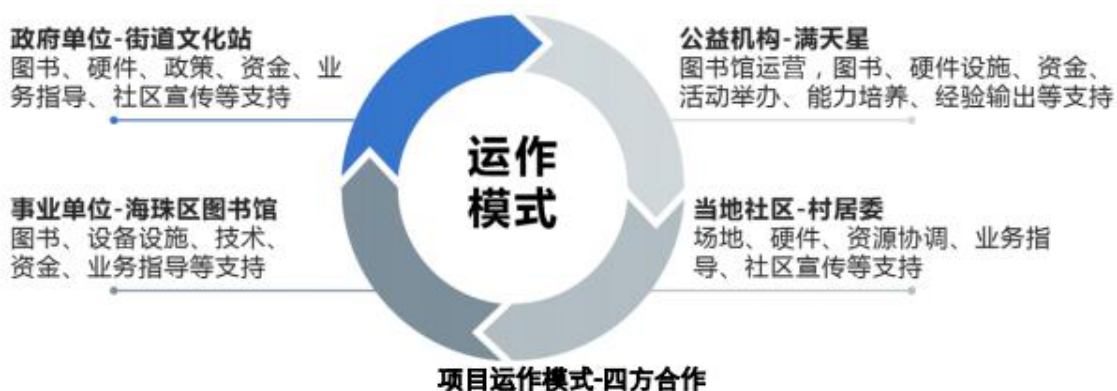 政府单位-街道文化站
图书、硬件、政策、资金、业
务指导、社区宣传等支持
公益机构-满天星
图书馆运营，图书、硬件设施、资金、
活动举办、能力培养、经验输出等支持
运作
模式
事业单位-海珠区图书馆
图书、设备设施、技术、
资金、业务指导等支持
当地社区-村居委
场地、硬件、资源协调、业务指
导、社区宣传等支持
项目运作模式-四方合作